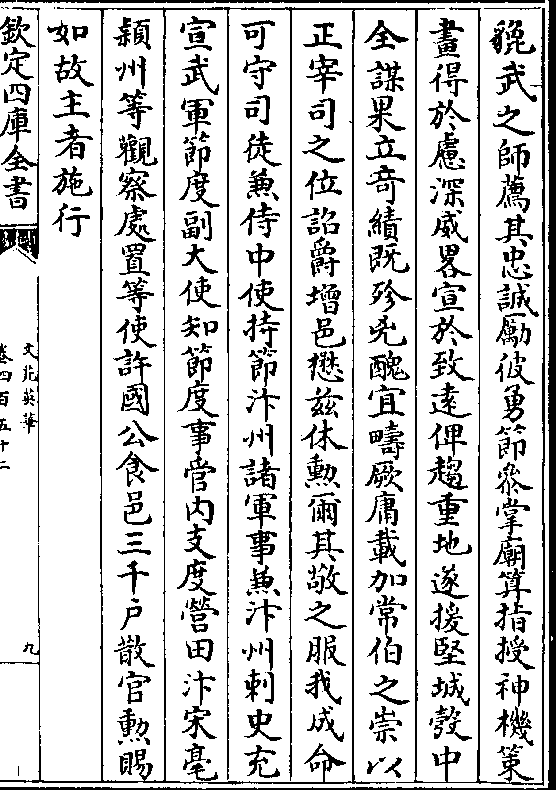 貔武之師薦其忠誠勵彼勇節叅掌廟算指授神機策
畫得於慮深威畧宣於致逺俾趨重地遂援堅城彀中
全謀果立竒績既殄兇醜宜疇厥庸載加常伯之崇以
正宰司之位詔爵增邑懋兹休勲爾其敬之服我成命
可守司徒兼侍中使持節汴州諸軍事兼汴州刺史充
宣武軍節度副大使知節度事管内支度營田汴宋亳
潁州等觀察處置等使許國公食邑三千户散官勲賜
如故主者施行
欽定四庫全書
文苑英華
卷四百五十二
九